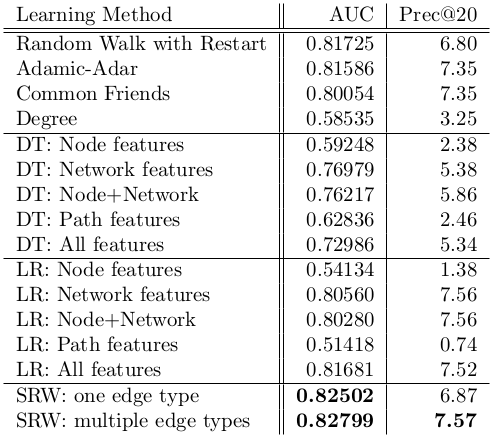 Learning Method AUC Prec@20
Random Walk with Restart 0.81725 6.80
Adamic-Adar 0.81586 7.35
Common Friends 0.80054 7.35
Degree 0.58535 3.25
DT: Node features 0.59248 2.38
DT: Network features 0.76979 5.38
DT: Node+Network 0.76217 5.86
DT: Path features 0.62836 2.46
DT: All features 0.72986 5.34
LR: Node features 0.54134 1.38
LR: Network features 0.80560 7.56
LR: Node+Network 0.80280 7.56
LR: Path features 0.51418 0.74
LR: All features 0.81681 7.52
SRW: one edge type 0.82502 6.87
SRW: multiple edge types 0.82799 7.57